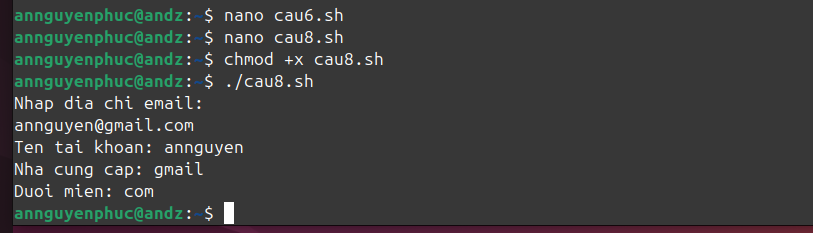 annguyenphuc@andz:~$ nano cau6.sh
annguyenphuc@andz:~$ nano cau8.sh
annguyenphuc@andz:~$ chmod +x cau8.sh
annguyenphuc@andz:~$ ./cau8.sh
Nhap dia chi email:
annguyen@gmail.com
Ten tai khoan: annguyen
Nha cung cap: gmail
Duoi mien: com
annguyenphuc@andz:~$